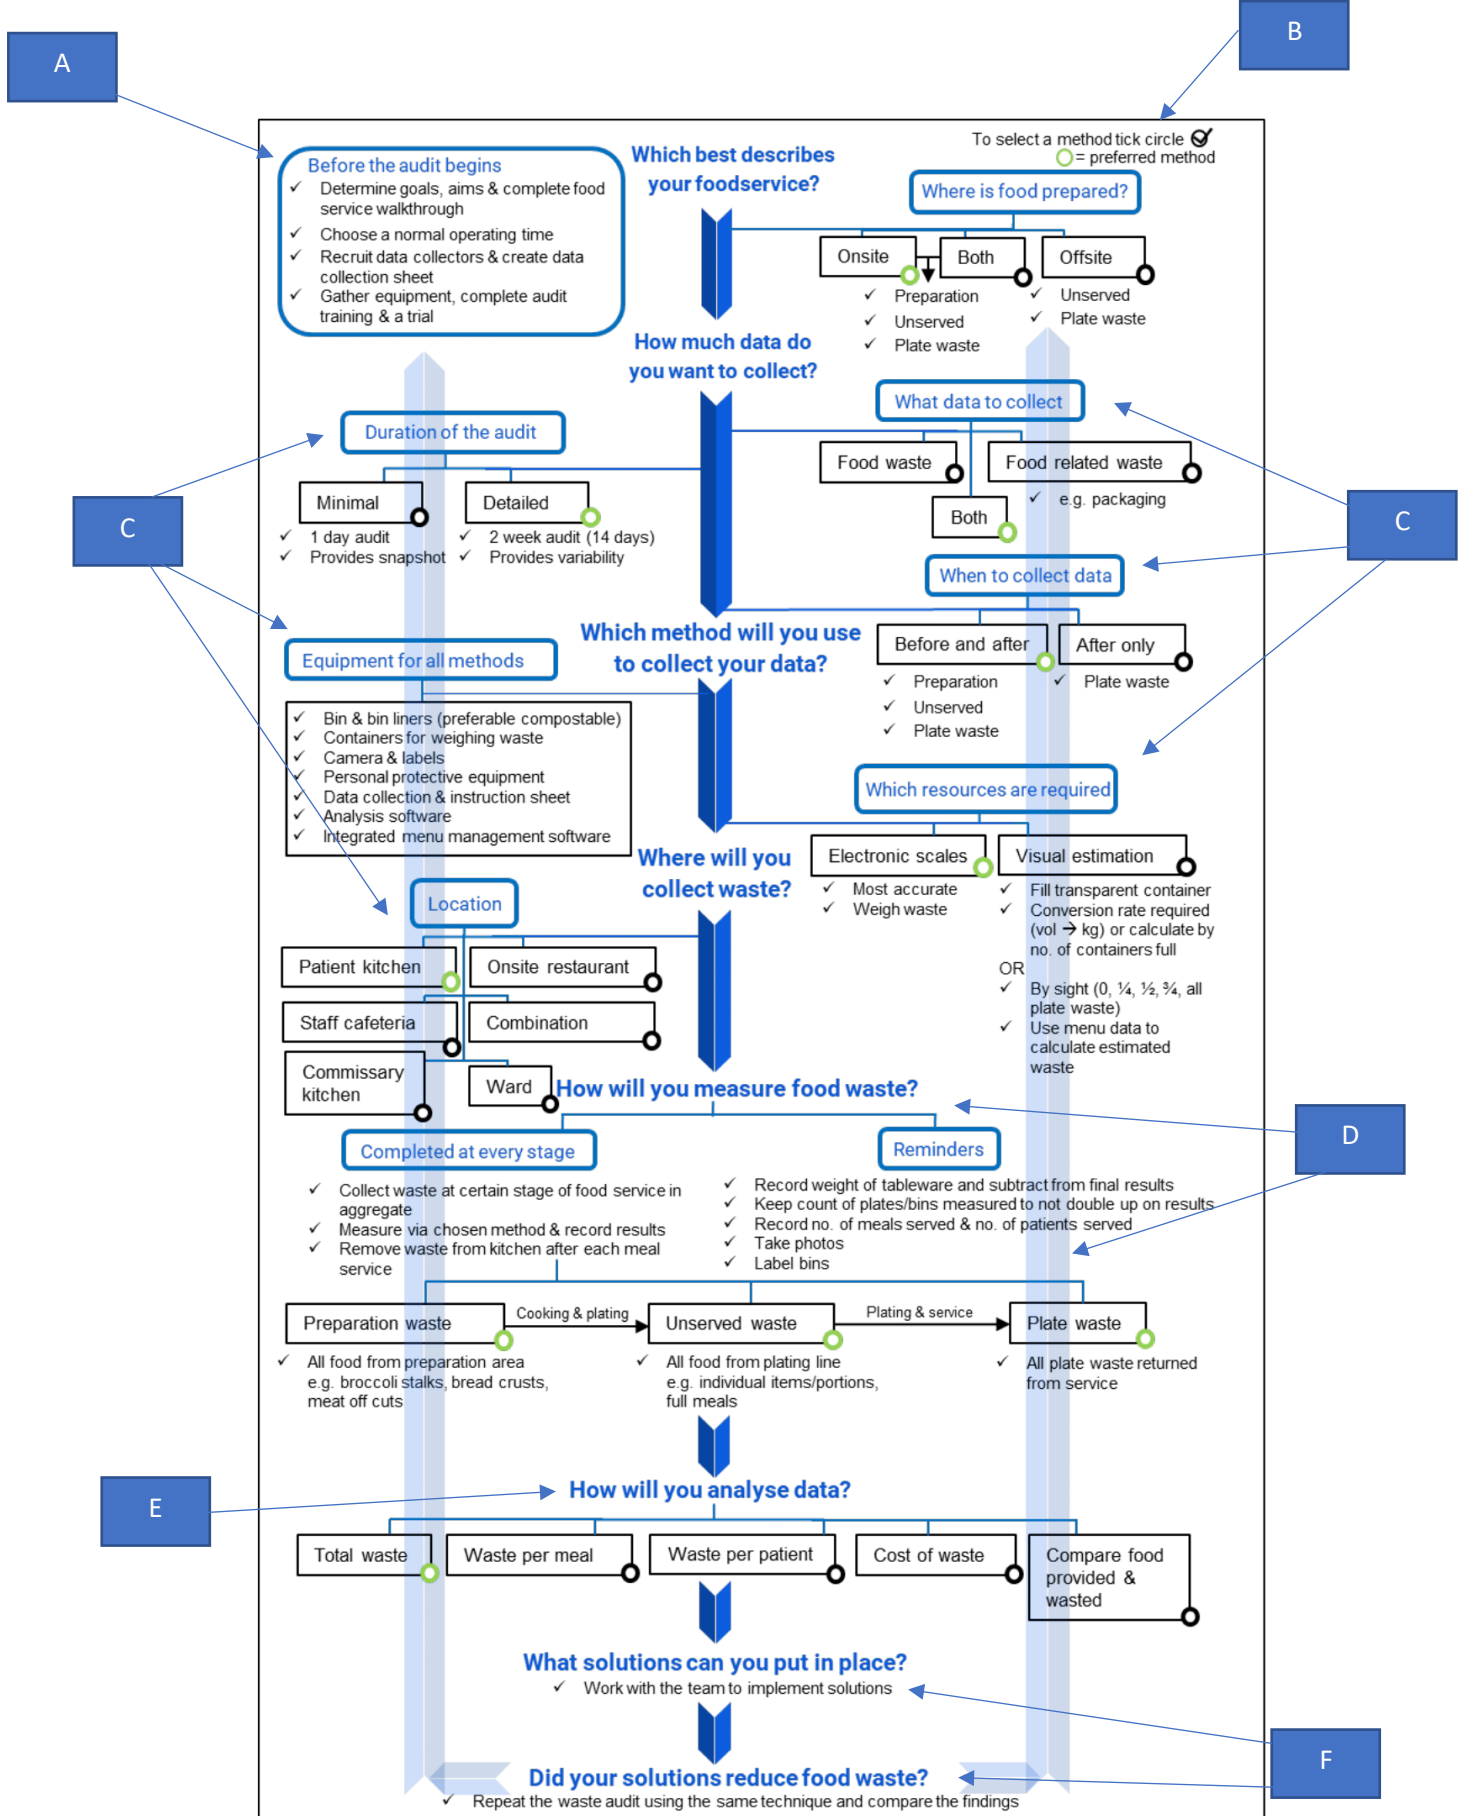 A
B
Before the audit begins
✓ Determine goals, aims & complete food
service walkthrough
✓ Choose a normal operating time
✓ Recruit data collectors & create data
collection sheet
✓ Gather equipment, complete audit
training & a trial
Which best describes
your foodservice?
To select a method tick circle
= preferred method
Where is food prepared?
Onsite
Both
Offsite
✓ Preparation
✓ Unserved
✓ Plate waste
✓ Unserved
✓ Plate waste
How much data do
you want to collect?
Duration of the audit
Minimal
Detailed
✓ 1 day audit
✓ Provides snapshot
✓ 2 week audit (14 days)
✓ Provides variability
What data to collect
Food waste
Food related waste
✓ e.g. packaging
Both
C
C
When to collect data
Before and after
After only
✓ Preparation
✓ Unserved
✓ Plate waste
✓ Plate waste
Which method will you use
to collect your data?
Equipment for all methods
✓ Bin & bin liners (preferable compostable)
✓ Containers for weighing waste
✓ Camera & labels
✓ Personal protective equipment
✓ Data collection & instruction sheet
✓ Analysis software
✓ Integrated menu management software
Which resources are required
Electronic scales
Visual estimation
✓ Most accurate
✓ Weigh waste
✓ Fill transparent container
✓ Conversion rate required
(vol → kg) or calculate by
no. of containers full
OR
✓ By sight (0, ¼, ½, ¾, all
plate waste)
✓ Use menu data to
calculate estimated
waste
Where will you
collect waste?
Location
Patient kitchen
Onsite restaurant
Staff cafeteria
Combination
Commissary
kitchen
Ward
How will you measure food waste?
D
Completed at every stage
✓ Collect waste at certain stage of food service in
aggregate
✓ Measure via chosen method & record results
✓ Remove waste from kitchen after each meal
service
Reminders
✓ Record weight of tableware and subtract from final results
✓ Keep count of plates/bins measured to not double up on results
✓ Record no. of meals served & no. of patients served
✓ Take photos
✓ Label bins
Preparation waste
Cooking & plating
Unserved waste
Plating & service
Plate waste
✓ All food from preparation area
e.g. broccoli stalks, bread crusts,
meat off cuts
✓ All food from plating line
e.g. individual items/portions,
full meals
✓ All plate waste returned
from service
E
How will you analyse data?
Total waste
Waste per meal
Waste per patient
Cost of waste
Compare food
provided &
wasted
What solutions can you put in place?
✓ Work with the team to implement solutions
F
Did your solutions reduce food waste?
✓ Repeat the waste audit using the same technique and compare the findings